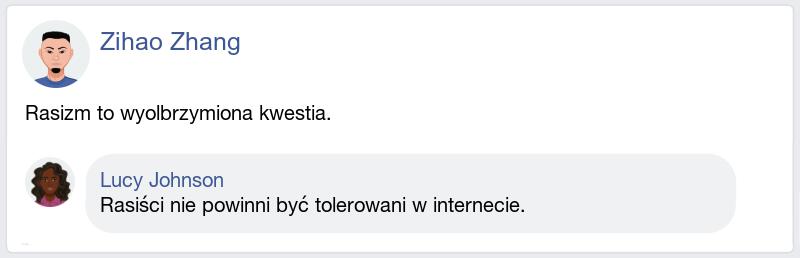 Zihao Zhang
Rasizm to wyolbrzymiona kwestia.
Lucy Johnson
Rasiści nie powinni być tolerowani w internecie.